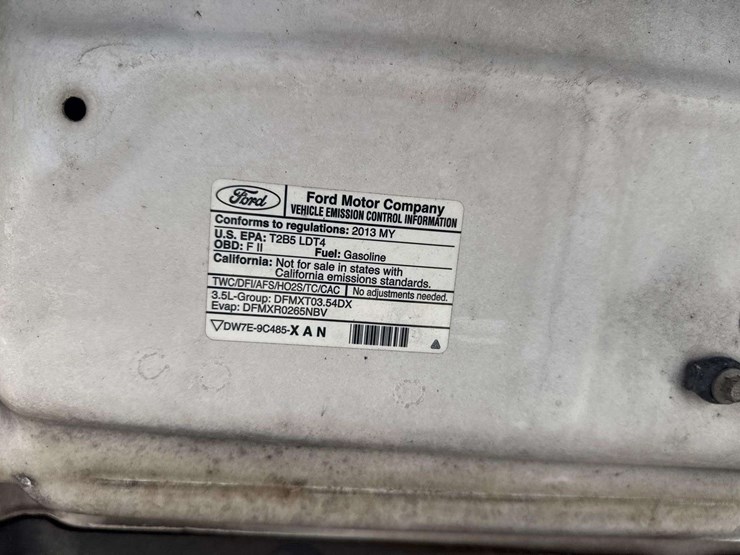 Ford
Ford Motor Company
VEHICLE EMISSION CONTROL INFORMATION
Conforms to regulations: 2013 MY
U.S. EPA: T2B5 LDT4
OBD: F II Fuel: Gasoline
California: Not for sale in states with
California emissions standards.
TWC/DFI/AFS/HO2S/TC/CAC No adjustments needed.
3.5L-Group: DFMXT03.54DX
Evap: DFMXR0265NBV
DW7E-9C485-X A N